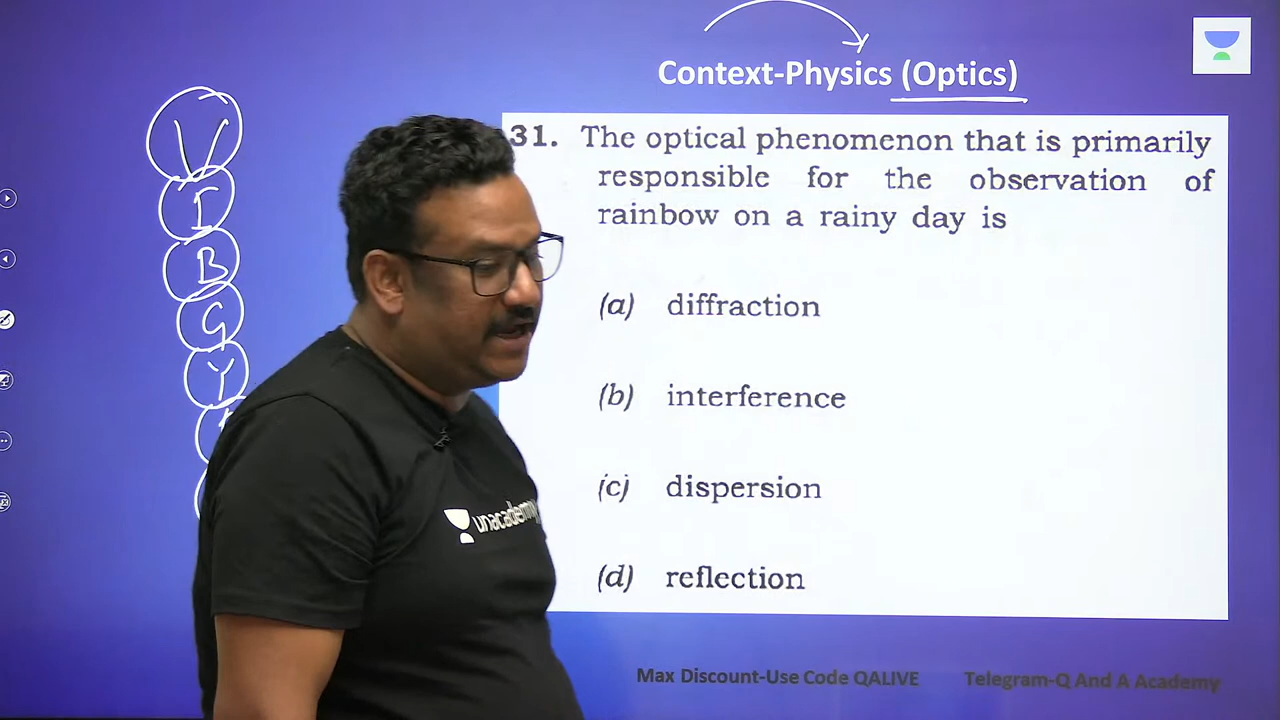 Context-Physics (Optics)
31. The optical phenomenon that is primarily
responsible for the observation of
rainbow on a rainy day is
(a) diffraction
(b) interference
(c) dispersion
(d) reflection
V
I
B
G
Y
unacademy
Max Discount-Use Code QALIVE
Telegram-Q And A Academy